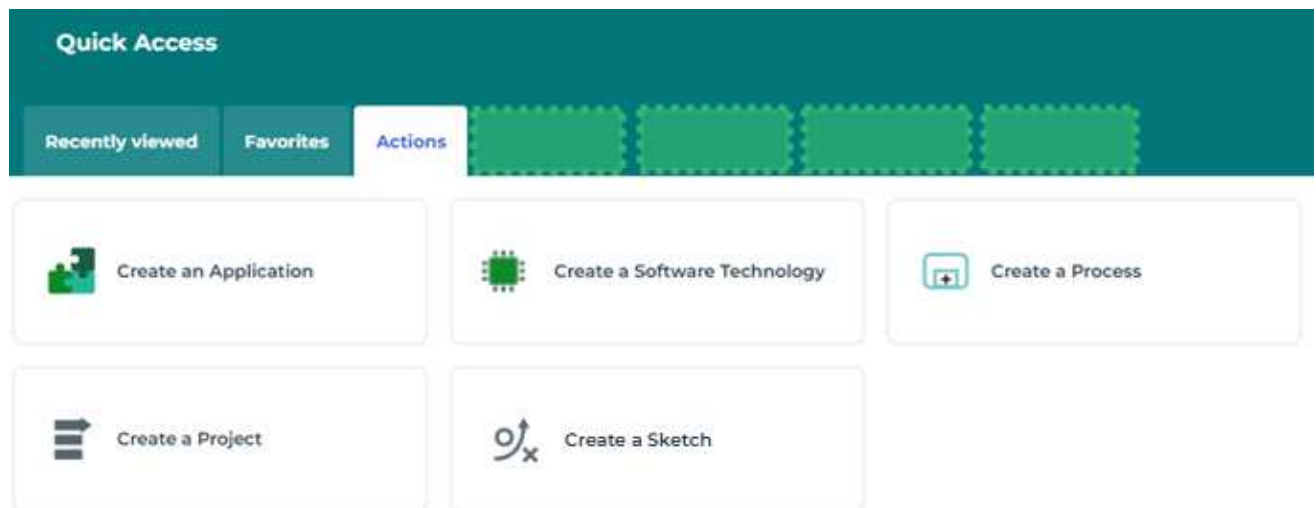 Quick Access
Recently viewed Favorites Actions
Create an Application Create a Software Technology Create a Process
Create a Project Create a Sketch